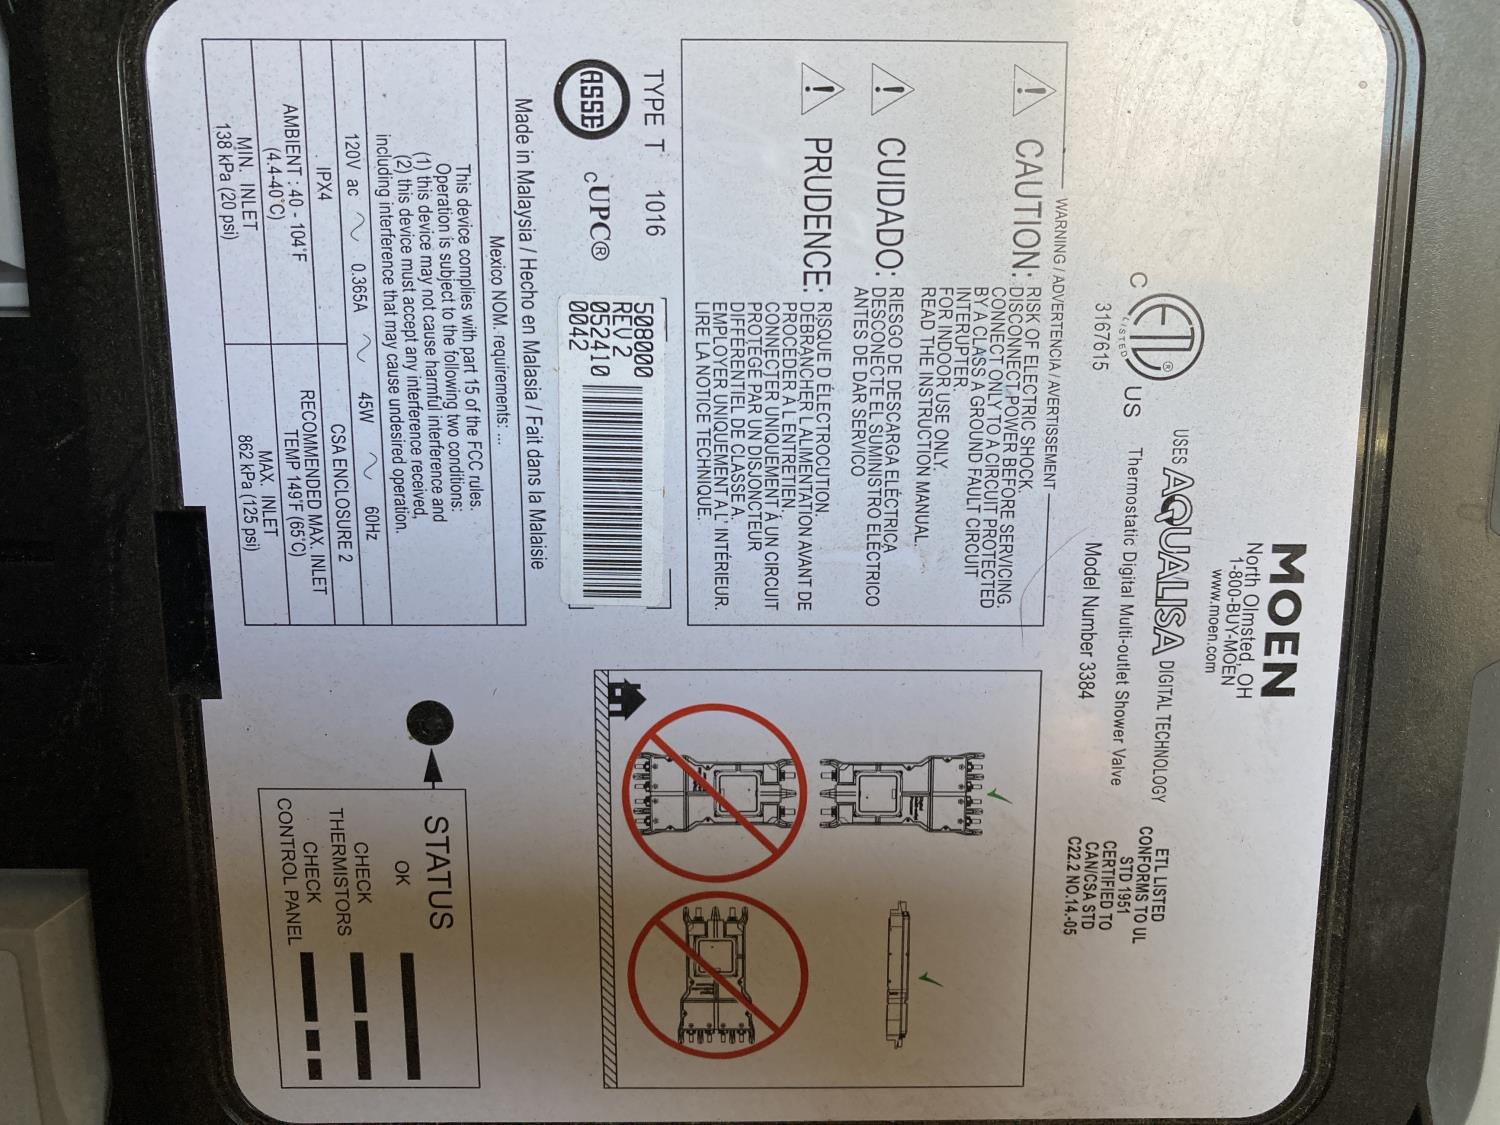 MOEN
North Olmsted, OH
1-800-BUY-MOEN
www.moen.com
USES AQUALISA DIGITAL TECHNOLOGY
C ETL US
LISTED
®
3167615
Thermostatic Digital Multi-outlet Shower Valve
Model Number 3384
ETL LISTED
CONFORMS TO UL
STD 1951
CERTIFIED TO
CAN/CSA STD
C22.2 NO.14.-05
WARNING / ADVERTENCIA / AVERTISSEMENT
CAUTION: RISK OF ELECTRIC SHOCK.
DISCONNECT POWER BEFORE SERVICING.
CONNECT ONLY TO A CIRCUIT PROTECTED
BY A CLASS A GROUND FAULT CIRCUIT
INTERRUPTER.
FOR INDOOR USE ONLY.
READ THE INSTRUCTION MANUAL.
CUIDADO: RIESGO DE DESCARGA ELÉCTRICA
DESCONECTE EL SUMINISTRO ELÉCTRICO
ANTES DE DAR SERVICO
PRUDENCE: RISQUE D ÉLECTROCUTION.
DÉBRANCHER L ALIMENTATION AVANT DE
PROCÉDER À L ENTRETIEN.
CONNECTER UNIQUEMENT À UN CIRCUIT
PROTÉGÉ PAR UN DISJONCTEUR
DIFFÉRENTIEL DE CLASSE A.
EMPLOYER UNIQUEMENT À L' INTÉRIEUR.
LIRE LA NOTICE TECHNIQUE.
TYPE T 1016
ASSE
cUPC®
508000
REV 2
0S2410
0042
Made in Malaysia / Hecho en Malasia / Fait dans la Malaisie
Mexico NOM. requirements: ...
This device complies with part 15 of the FCC rules.
Operation is subject to the following two conditions:
(1) this device may not cause harmful interference and
(2) this device must accept any interference received,
including interference that may cause undesired operation.
120V ac 0.365A 45W 60Hz
IPX4
CSA ENCLOSURE 2
AMBIENT : 40 - 104°F
(4.4-40°C)
RECOMMENDED MAX. INLET
TEMP 149°F (65°C)
MIN. INLET
138 kPa (20 psi)
MAX. INLET
862 kPa (125 psi)
STATUS
OK
CHECK
THERMISTORS
CHECK
CONTROL PANEL